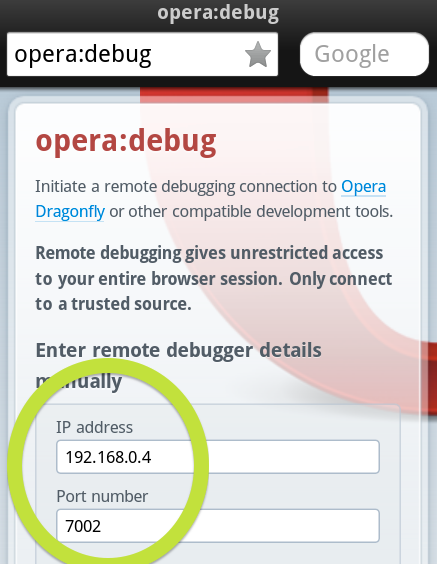 opera:debug
opera:debug
Google
opera:debug
Initiate a remote debugging connection to Opera
Dragonfly or other compatible development tools.
Remote debugging gives unrestricted access
to your entire browser session. Only connect
to a trusted source.
Enter remote debugger details
manually
IP address
192.168.0.4
Port number
7002